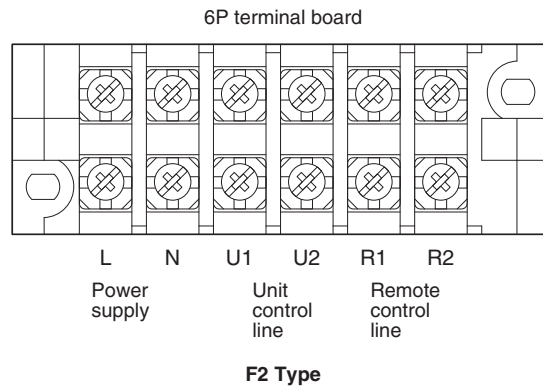 6P terminal board
L N U1 U2 R1 R2
Power supply
Unit control line
Remote control line
F2 Type